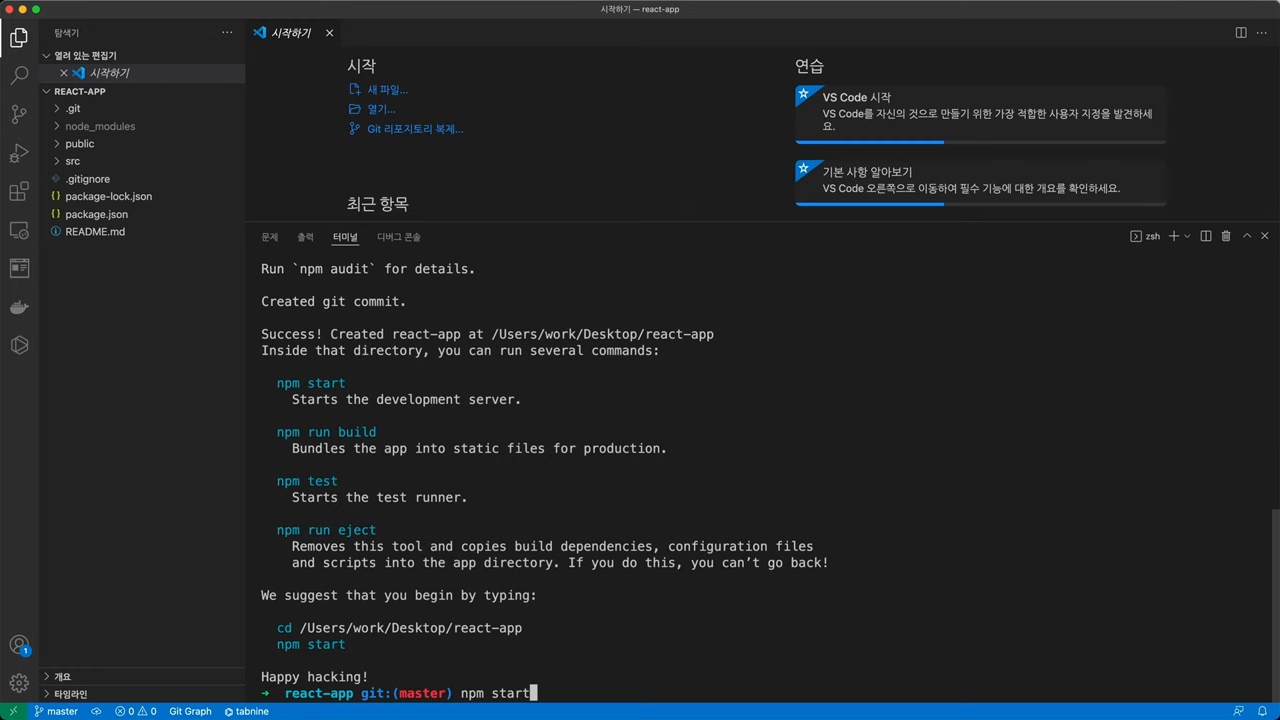 시작하기 — react-app
탐색기
열려 있는 편집기
시작하기
REACT-APP
.git
node_modules
public
src
.gitignore
package-lock.json
package.json
README.md
개요
타임라인
시작하기
시작
새 파일...
열기...
Git 리포지토리 복제...
최근 항목
연습
VS Code 시작
VS Code를 자신의 것으로 만들기 위한 가장 적합한 사용자 지정을 발견하세
요.
기본 사항 알아보기
VS Code 오른쪽으로 이동하여 필수 기능에 대한 개요를 확인하세요.
문제 출력 터미널 디버그 콘솔
zsh
Run `npm audit` for details.
Created git commit.
Success! Created react-app at /Users/work/Desktop/react-app
Inside that directory, you can run several commands:
npm start
Starts the development server.
npm run build
Bundles the app into static files for production.
npm test
Starts the test runner.
npm run eject
Removes this tool and copies build dependencies, configuration files
and scripts into the app directory. If you do this, you can’t go back!
We suggest that you begin by typing:
cd /Users/work/Desktop/react-app
npm start
Happy hacking!
➜ react-app git:(master) npm start
1
master 0 0 Git Graph tabnine